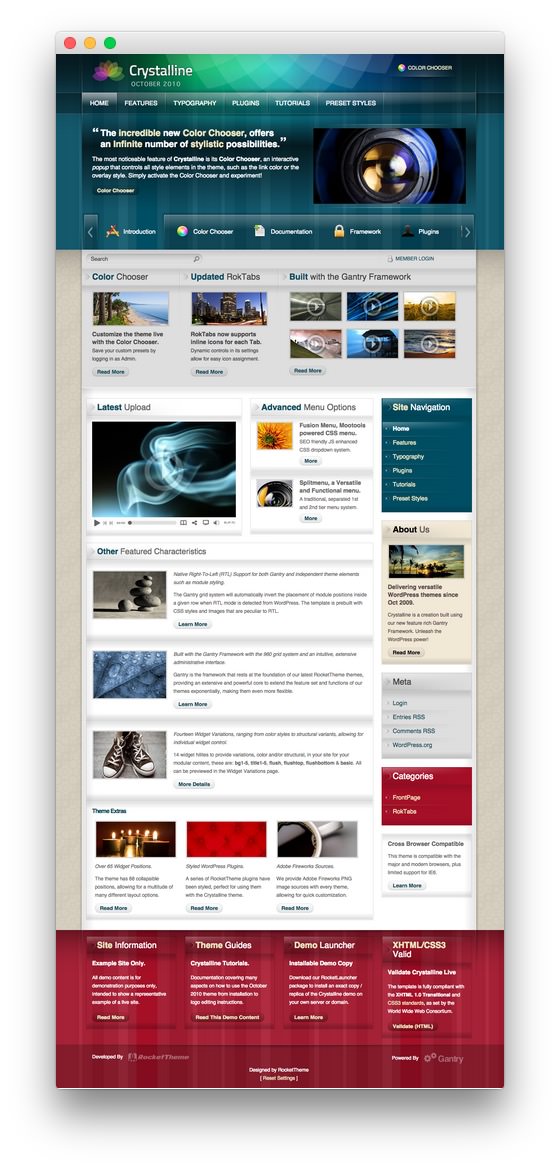 Crystalline
OCTOBER 2010
COLOR CHOOSER
HOME FEATURES TYPOGRAPHY PLUGINS TUTORIALS PRESET STYLES
“ The incredible new Color Chooser, offers
an Infinite number of stylistic possibilities.”
The most noticeable feature of Crystalline is its Color Chooser, an interactive
popup that controls all style elements in the theme, such as the link color or the
overlay style. Simply activate the Color Chooser and experiment!
Color Chooser
Introduction Color Chooser Documentation Framework Plugins
Search
MEMBER LOGIN
Color Chooser
Customize the theme live
with the Color Chooser.
Save your custom presets by
logging in as Admin.
Read More
Updated RokTabs
RokTabs now supports
inline icons for each Tab.
Dynamic controls in its settings
allow for easy icon assignment.
Read More
Built with the Gantry Framework
Read More
Latest Upload
Advanced Menu Options
Fusion Menu, Mootools
powered CSS menu.
SEO friendly JS enhanced
CSS dropdown system.
More
Splitmenu, a Versatile
and Functional menu.
A traditional, separated 1st
and 2nd tier menu system
More
Site Navigation
Home
Features
Typography
Plugins
Tutorials
Preset Styles
Other Featured Characteristics
Native Right-To-Left (RTL) Support for both Gantry and independent theme elements
such as module styling.
The Gantry grid system will automatically invert the placement of module positions inside
a given row when RTL mode is detected from WordPress. The template is prebuilt with
CSS styles and images that are peculiar to RTL.
Learn More
Built with the Gantry Framework with the 960 grid system and an intuitive, extensive
administrative interface.
Gantry is the framework that rests at the foundation of our latest RocketTheme themes,
providing an extensive and powerful core to extend the feature set and functions of our
themes exponentially, making them even more flexible.
Learn More
Fourteen Widget Variations, ranging from color styles to structural variants, allowing for
individual widget control.
14 widget hilites to provide variations, color and/or structural, in your site for your
modular content, these are: bg1-5, title1-5, flush, flushtop, flushbottom & basic. All
can be previewed in the Widget Variations page.
More Details
Theme Extras
Over 65 Widget Positions.
The theme has 68 collapsible
positions, allowing for a multitude of
many different layout options.
Read More
Styled WordPress Plugins.
A series of RocketTheme plugins have
been styled, perfect for using them
with the Crystalline theme.
Read More
Adobe Fireworks Sources.
We provide Adobe Fireworks PNG
image sources with every theme,
allowing for quick customization.
Read More
About Us
Delivering versatile
WordPress themes since
Oct 2009.
Crystalline is a creation built using
our new feature rich Gantry
Framework. Unleash the
WordPress power!
Read More
Meta
Login
Entries RSS
Comments RSS
WordPress.org
Categories
FrontPage
RokTabs
Cross Browser Compatible
This theme is compatible with the
major and modern browsers, plus
limited support for IE6.
Learn More
Site Information
Example Site Only.
All demo content is for
demonstration purposes only,
intended to show a representative
example of a live site.
Read More
Theme Guides
Crystalline Tutorials.
Documentation covering many
aspects on how to use the October
2010 theme from installation to
logo editing instructions.
Read This Demo Content
Demo Launcher
Installable Demo Copy
Download our RocketLauncher
package to install an exact copy /
replica of the Crystalline demo on
your own server or domain.
Learn More
XHTML/CSS3
Valid
Validate Crystalline Live
The template is fully compliant with
the XHTML 1.0 Transitional and
CSS3 standards, as set by the
World Wide Web Consortium.
Validate (HTML)
Developed By RocketTheme
Powered By Gantry
Designed by RocketTheme
[ Reset Settings ]